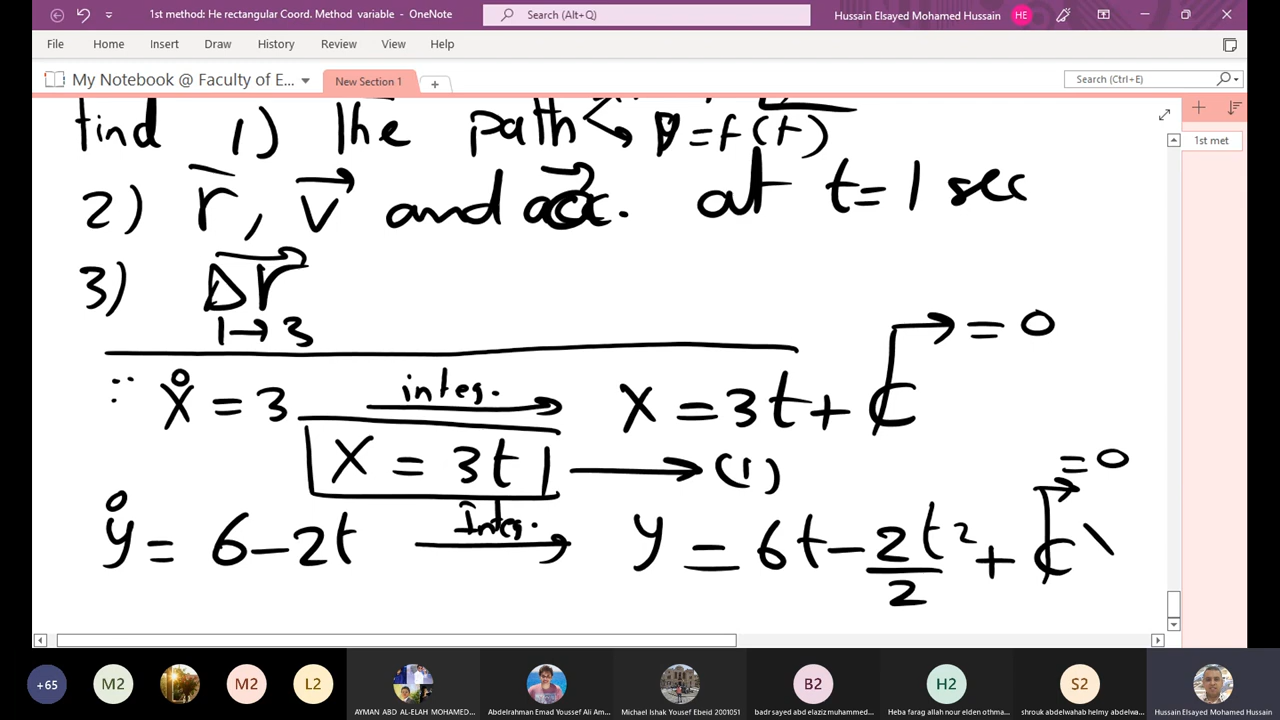 1st method: He rectangular Coord. Method variable - OneNote
Search (Alt+Q)
Hussain Elsayed Mohamed Hussain
HE
File Home Insert Draw History Review View Help
My Notebook @ Faculty of E...
New Section 1
Search (Ctrl+E)
1st met
find 1) The path
= f(t)
2) r, v and acc. at t = 1 sec
3) Δr
1→3
∵ ẋ = 3 integ. x = 3t + C = 0
x = 3t → (1)
ẏ = 6 - 2t Integ. y = 6t - 2t²/2 + C\ = 0
+65
M2
M2
L2
AYMAN ABD AL-ELAH MOHAMED...
Abdelrahman Emad Youssef Ali Am...
Michael Ishak Yousef Ebeid 2001051
B2
badr sayed abd elaziz muhammed...
H2
Heba farag allah nour elden othma...
S2
shrouk abdelwahab helmy abdelwa...
Hussain Elsayed Mohamed Hussain